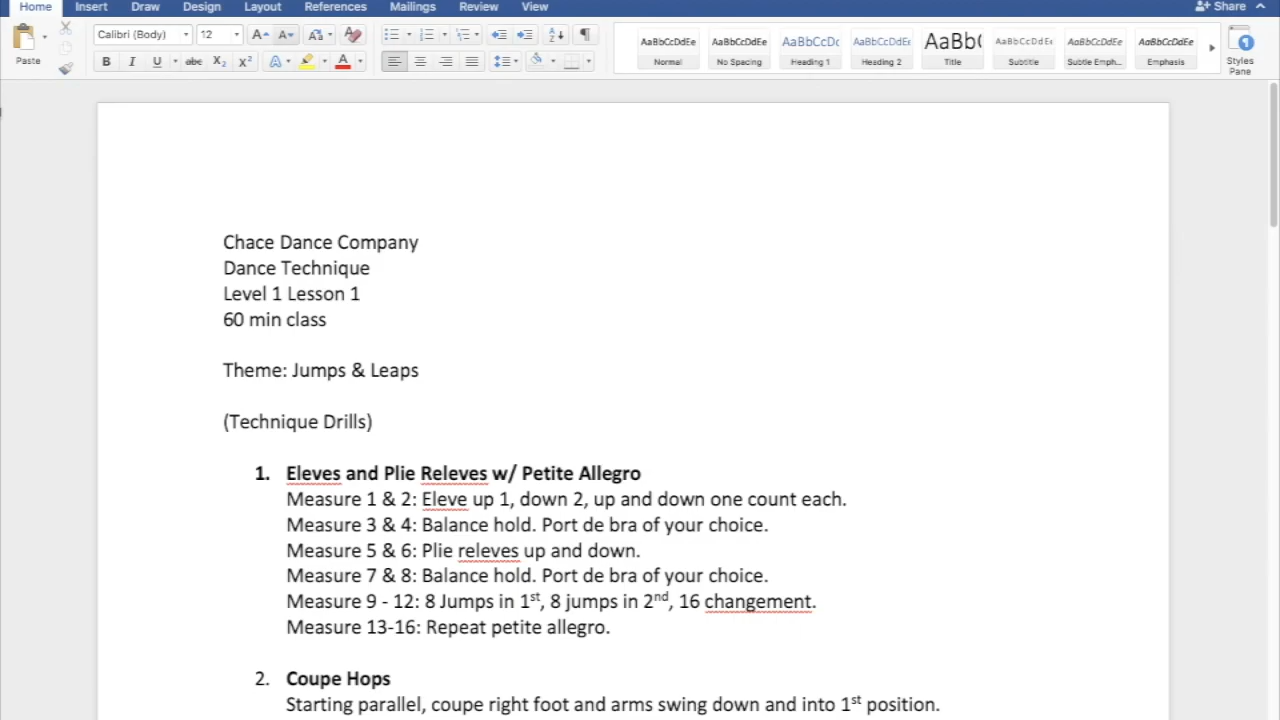 Home Insert Draw Design Layout References Mailings Review View Share
Calibri (Body) 12 A A Aa A
AaBbCcDdEe AaBbCcDdEe AaBbCcDc AaBbCcDdEe AaBb( AaBbCcDdEe AaBbCcDdEe AaBbCcDdEe
Paste B I U abc X2 X2 A A Normal No Spacing Heading 1 Heading 2 Title Subtitle Subtle Emph... Emphasis Styles Pane
Chace Dance Company
Dance Technique
Level 1 Lesson 1
60 min class
Theme: Jumps & Leaps
(Technique Drills)
1. Eleves and Plie Releves w/ Petite Allegro
Measure 1 & 2: Eleve up 1, down 2, up and down one count each.
Measure 3 & 4: Balance hold. Port de bra of your choice.
Measure 5 & 6: Plie releves up and down.
Measure 7 & 8: Balance hold. Port de bra of your choice.
Measure 9 - 12: 8 Jumps in 1st, 8 jumps in 2nd, 16 changement.
Measure 13-16: Repeat petite allegro.
2. Coupe Hops
Starting parallel, coupe right foot and arms swing down and into 1st position.